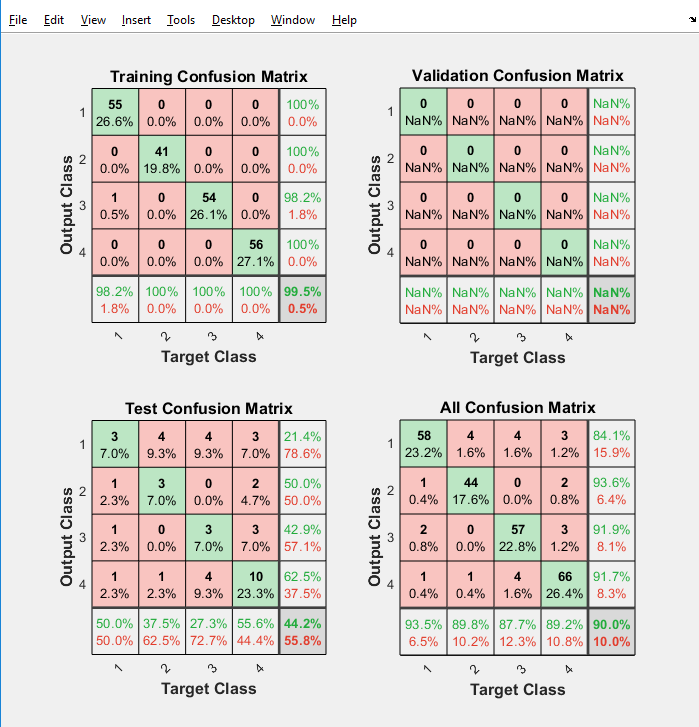 File Edit View Insert Tools Desktop Window Help
Training Confusion Matrix
Output Class
1 55 0 0 0 100%
26.6% 0.0% 0.0% 0.0% 0.0%
2 0 41 0 0 100%
0.0% 19.8% 0.0% 0.0% 0.0%
3 1 0 54 0 98.2%
0.5% 0.0% 26.1% 0.0% 1.8%
4 0 0 0 56 100%
0.0% 0.0% 0.0% 27.1% 0.0%
98.2% 100% 100% 100% 99.5%
1.8% 0.0% 0.0% 0.0% 0.5%
1 2 3 4
Target Class
Validation Confusion Matrix
Output Class
1 0 0 0 0 NaN%
NaN% NaN% NaN% NaN% NaN%
2 0 0 0 0 NaN%
NaN% NaN% NaN% NaN% NaN%
3 0 0 0 0 NaN%
NaN% NaN% NaN% NaN% NaN%
4 0 0 0 0 NaN%
NaN% NaN% NaN% NaN% NaN%
NaN% NaN% NaN% NaN% NaN%
NaN% NaN% NaN% NaN% NaN%
1 2 3 4
Target Class
Test Confusion Matrix
Output Class
1 3 4 4 3 21.4%
7.0% 9.3% 9.3% 7.0% 78.6%
2 1 3 0 2 50.0%
2.3% 7.0% 0.0% 4.7% 50.0%
3 1 0 3 3 42.9%
2.3% 0.0% 7.0% 7.0% 57.1%
4 1 1 4 10 62.5%
2.3% 2.3% 9.3% 23.3% 37.5%
50.0% 37.5% 27.3% 55.6% 44.2%
50.0% 62.5% 72.7% 44.4% 55.8%
1 2 3 4
Target Class
All Confusion Matrix
Output Class
1 58 4 4 3 84.1%
23.2% 1.6% 1.6% 1.2% 15.9%
2 1 44 0 2 93.6%
0.4% 17.6% 0.0% 0.8% 6.4%
3 2 0 57 3 91.9%
0.8% 0.0% 22.8% 1.2% 8.1%
4 1 1 4 66 91.7%
0.4% 0.4% 1.6% 26.4% 8.3%
93.5% 89.8% 87.7% 89.2% 90.0%
6.5% 10.2% 12.3% 10.8% 10.0%
1 2 3 4
Target Class